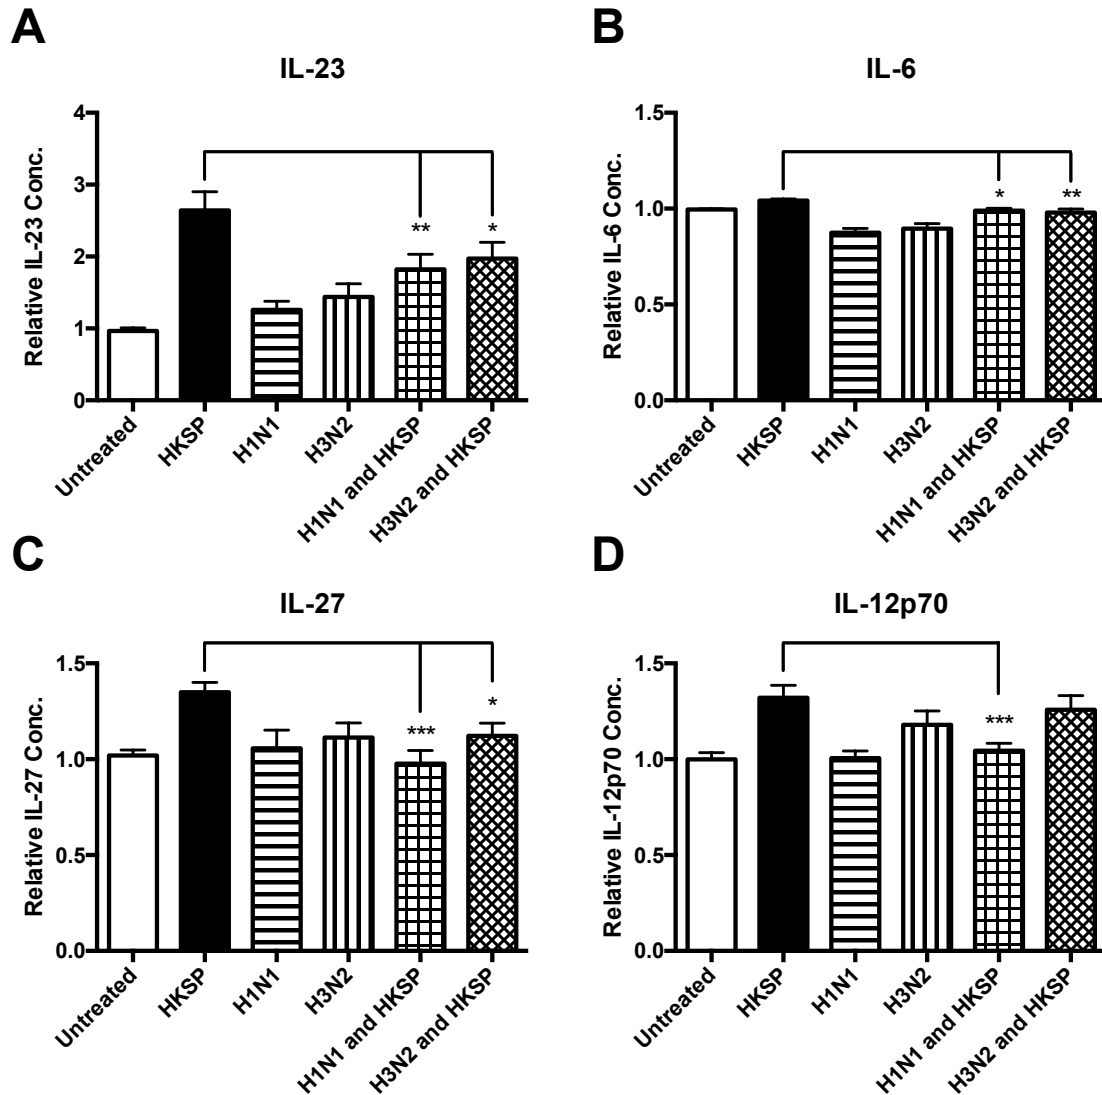 A
IL-23
Relative IL-23 Conc.
4
3
2
1
0
**
*
Untreated
HKSP
H1N1
H3N2
H1N1 and HKSP
H3N2 and HKSP
B
IL-6
Relative IL-6 Conc.
1.5
1.0
0.5
0.0
*
**
Untreated
HKSP
H1N1
H3N2
H1N1 and HKSP
H3N2 and HKSP
C
IL-27
Relative IL-27 Conc.
1.5
1.0
0.5
0.0
***
*
Untreated
HKSP
H1N1
H3N2
H1N1 and HKSP
H3N2 and HKSP
D
IL-12p70
Relative IL-12p70 Conc.
1.5
1.0
0.5
0.0
***
Untreated
HKSP
H1N1
H3N2
H1N1 and HKSP
H3N2 and HKSP